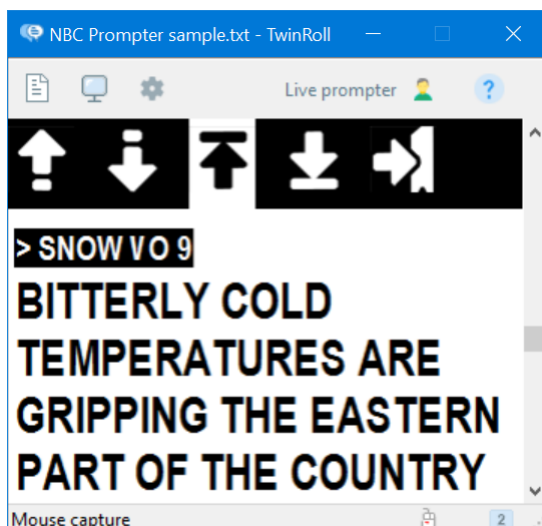 NBC Prompter sample.txt - TwinRoll
Live prompter
?
> SNOW VO 9
BITTERLY COLD
TEMPERATURES ARE
GRIPPING THE EASTERN
PART OF THE COUNTRY
Mouse capture 2